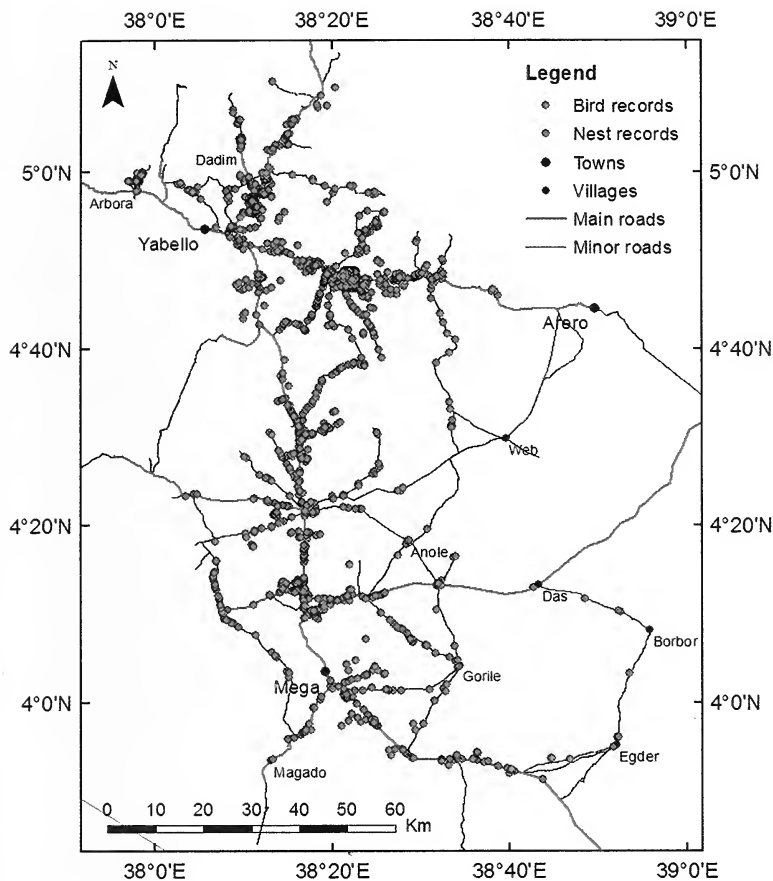 38°0'E 38°20'E 38°40'E 39°0'E
N
Legend
Bird records
Nest records
Towns
Villages
Main roads
Minor roads
Dadim
5°0'N 5°0'N
Arbora
Yabello
Arero
4°40'N 4°40'N
Web
4°20'N 4°20'N
Anole
Das
Borbor
Gorile
Mega
4°0'N 4°0'N
Egder
Magado
0 10 20 30 40 50 60
Km
38°0'E 38°20'E 38°40'E 39°0'E